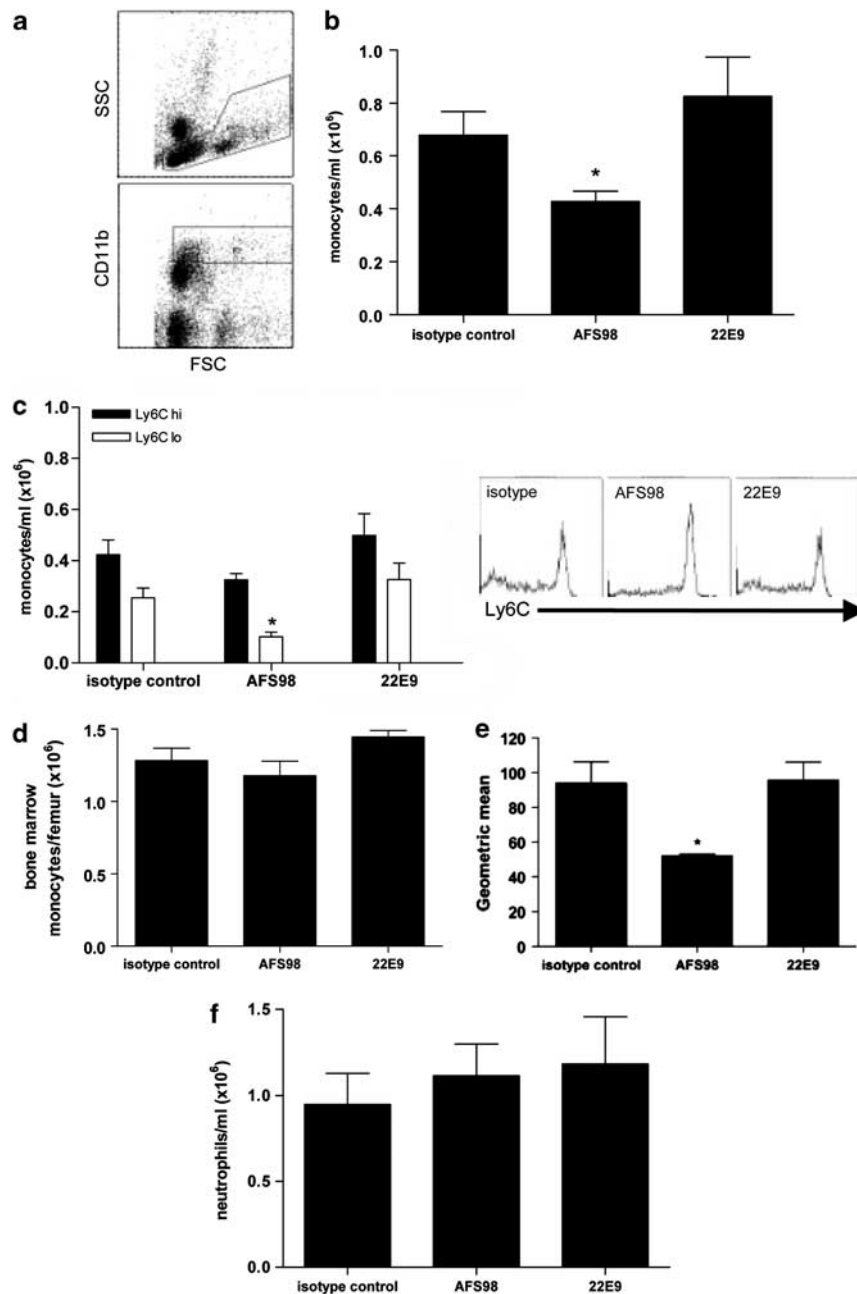 a
SSC
CD11b
FSC
b
monocytes/ml (x10⁶)
1.0
0.8
0.6
0.4
0.2
0.0
*
isotype control
AFS98
22E9
c
monocytes/ml (x10⁶)
1.0
0.8
0.6
0.4
0.2
0.0
Ly6C hi
Ly6C lo
*
isotype control
AFS98
22E9
isotype
AFS98
22E9
Ly6C
d
bone marrow
monocytes/femur (x10⁶)
1.5
1.0
0.5
0.0
isotype control
AFS98
22E9
e
Geometric mean
120
100
80
60
40
20
0
*
isotype control
AFS98
22E9
f
neutrophils/ml (x10⁶)
1.5
1.0
0.5
0.0
isotype control
AFS98
22E9